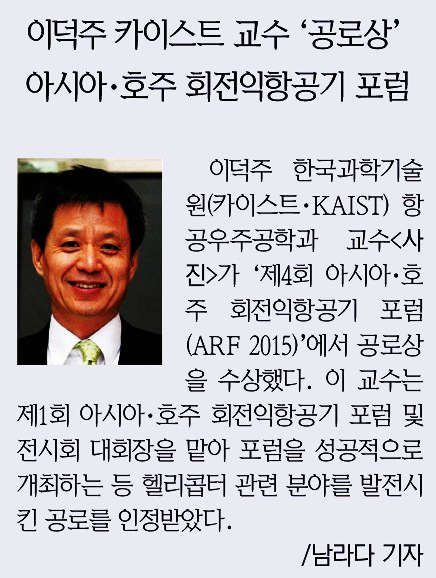 이덕주 카이스트 교수 ‘공로상’
아시아·호주 회전익항공기 포럼
이덕주 한국과학기술
원(카이스트·KAIST) 항
공우주공학과 교수<사
진>가 ‘제4회 아시아·호
주 회전익항공기 포럼
(ARF 2015)’에서 공로상
을 수상했다. 이 교수는
제1회 아시아·호주 회전익항공기 포럼 및
전시회 대회장을 맡아 포럼을 성공적으로
개최하는 등 헬리콥터 관련 분야를 발전시
킨 공로를 인정받았다.
/남라다 기자